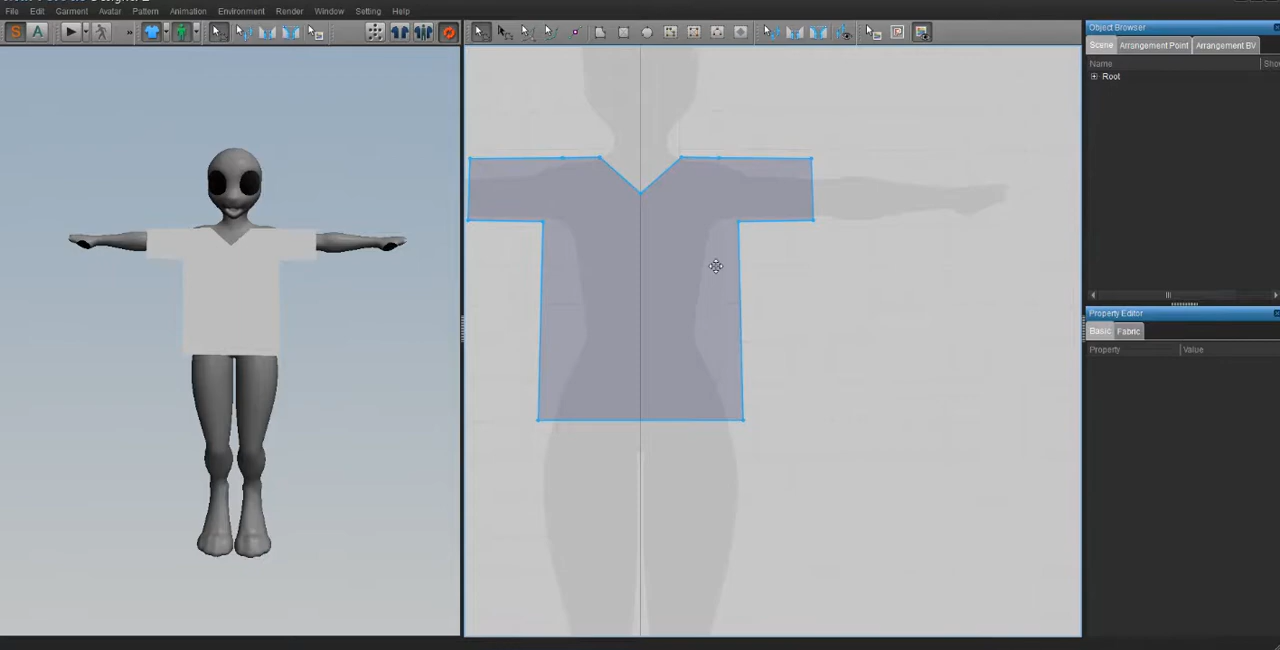 File Edit Garment Avatar Pattern Animation Environment Render Window Setting Help
S A
Object Browser
Scene Arrangement Point Arrangement BV
Name Sho
Root
Property Editor
Basic Fabric
Property Value